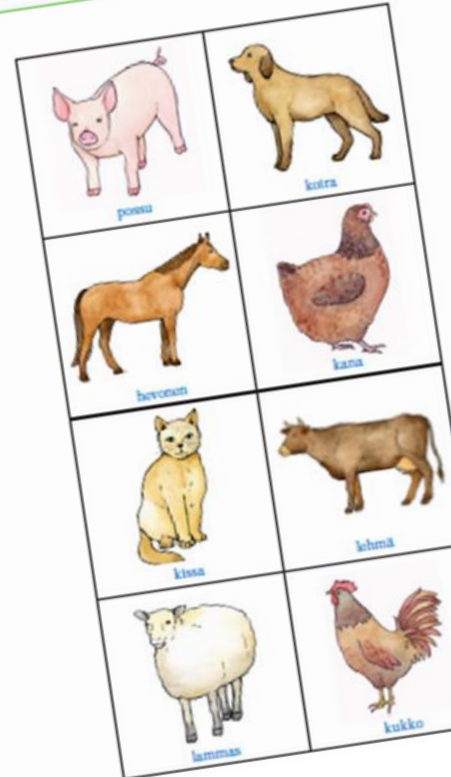 possu
koira
hevonen
kana
kissa
lehmä
lammas
kukko